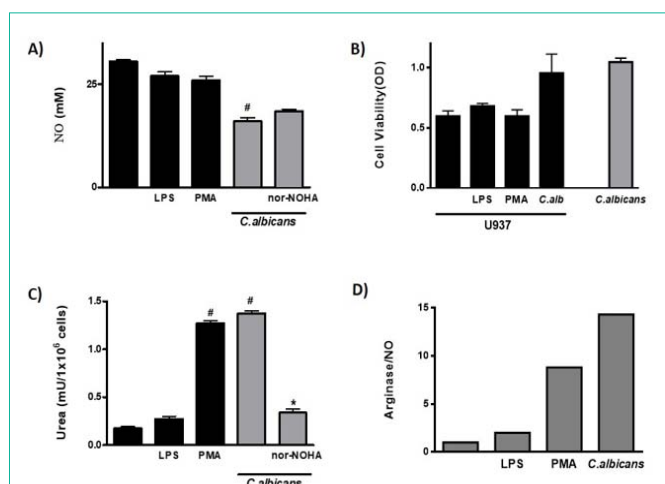 A)
NO (mM)
25
0
#
LPS PMA nor-NOHA
C.albicans
B)
Cell Viability(OD)
1.0
0.5
0.0
LPS PMA C.alb C.albicans
U937
C)
Urea (mU/1x10⁶ cells)
1.5
1.0
0.5
0.0
# #
*
LPS PMA nor-NOHA
C.albicans
D)
Arginase/NO
15
10
5
0
LPS PMA C.albicans